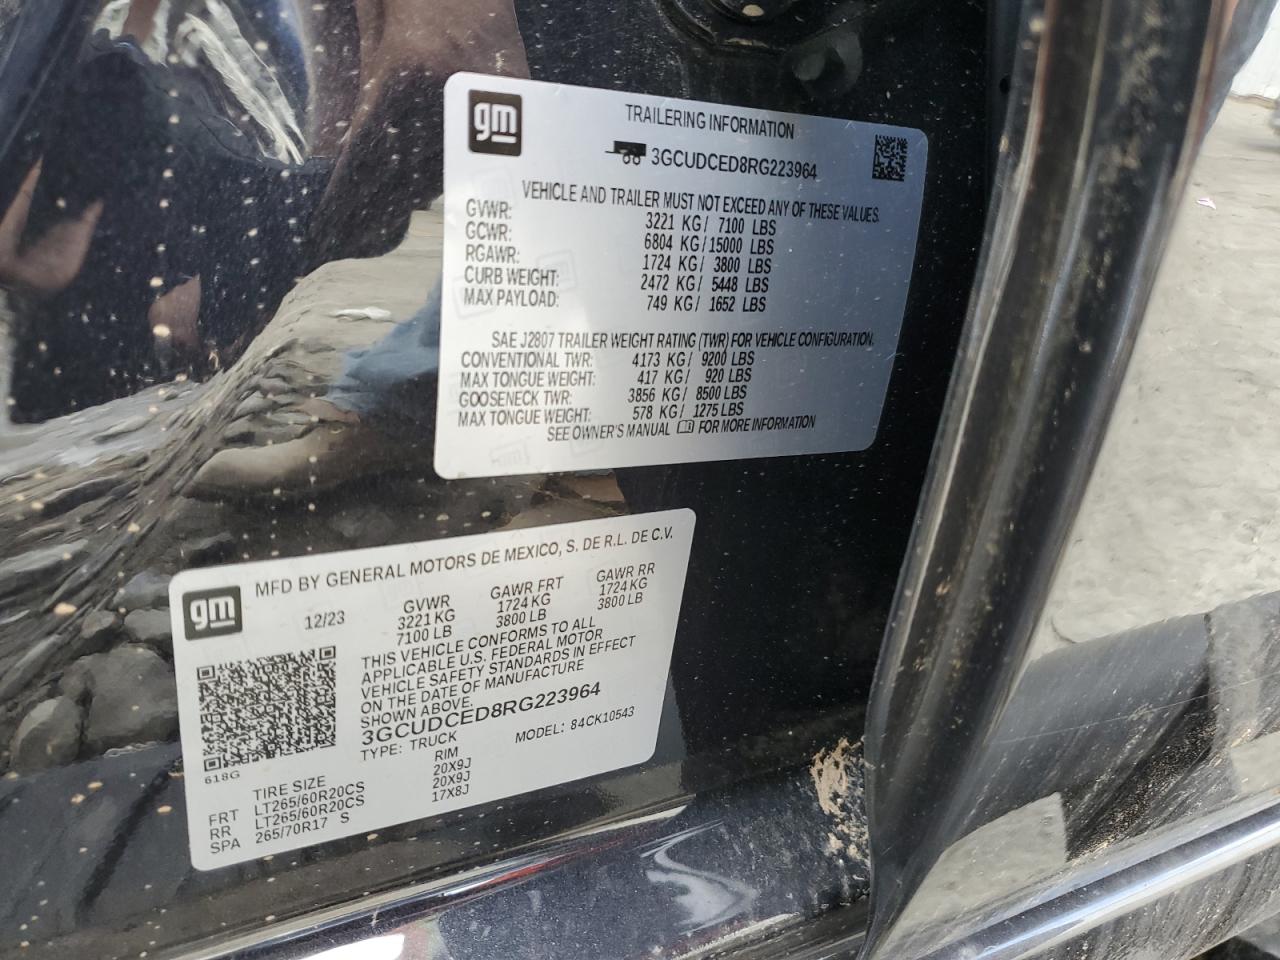 gm
TRAILERING INFORMATION
3GCUDCED8RG223964
VEHICLE AND TRAILER MUST NOT EXCEED ANY OF THESE VALUES.
GVWR: 3221 KG/ 7100 LBS
GCWR: 6804 KG/15000 LBS
RGAWR: 1724 KG/ 3800 LBS
CURB WEIGHT: 2472 KG/ 5448 LBS
MAX PAYLOAD: 749 KG/ 1652 LBS
SAE J2807 TRAILER WEIGHT RATING (TWR) FOR VEHICLE CONFIGURATION.
CONVENTIONAL TWR: 4173 KG/ 9200 LBS
MAX TONGUE WEIGHT: 417 KG/ 920 LBS
GOOSENECK TWR: 3856 KG/ 8500 LBS
MAX TONGUE WEIGHT: 578 KG/ 1275 LBS
SEE OWNER'S MANUAL FOR MORE INFORMATION
gm
MFD BY GENERAL MOTORS DE MEXICO, S. DE R.L. DE C.V.
12/23 GVWR GAWR FRT GAWR RR
3221 KG 1724 KG 1724 KG
7100 LB 3800 LB 3800 LB
THIS VEHICLE CONFORMS TO ALL
APPLICABLE U.S. FEDERAL MOTOR
VEHICLE SAFETY STANDARDS IN EFFECT
ON THE DATE OF MANUFACTURE
SHOWN ABOVE.
3GCUDCED8RG223964
TYPE: TRUCK MODEL: 84CK10543
618G
TIRE SIZE RIM
FRT LT265/60R20CS 20X9J
RR LT265/60R20CS 20X9J
SPA 265/70R17 S 17X8J